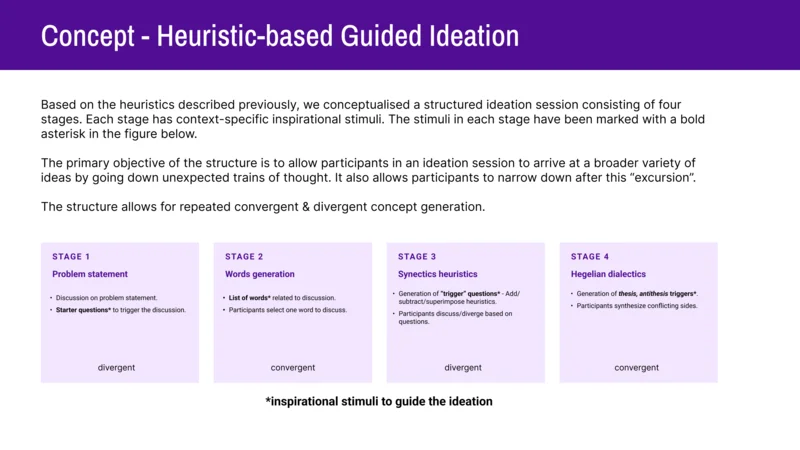 Concept - Heuristic-based Guided Ideation
Based on the heuristics described previously, we conceptualised a structured ideation session consisting of four
stages. Each stage has context-specific inspirational stimuli. The stimuli in each stage have been marked with a bold
asterisk in the figure below.
The primary objective of the structure is to allow participants in an ideation session to arrive at a broader variety of
ideas by going down unexpected trains of thought. It also allows participants to narrow down after this “excursion”.
The structure allows for repeated convergent & divergent concept generation.
STAGE 1
Problem statement
• Discussion on problem statement.
• Starter questions* to trigger the discussion.
divergent
STAGE 2
Words generation
• List of words* related to discussion.
• Participants select one word to discuss.
convergent
STAGE 3
Synectics heuristics
• Generation of “trigger” questions* - Add/
subtract/superimpose heuristics.
• Participants discuss/diverge based on
questions.
divergent
STAGE 4
Hegelian dialectics
• Generation of thesis, antithesis triggers*.
• Participants synthesize conflicting sides.
convergent
*inspirational stimuli to guide the ideation